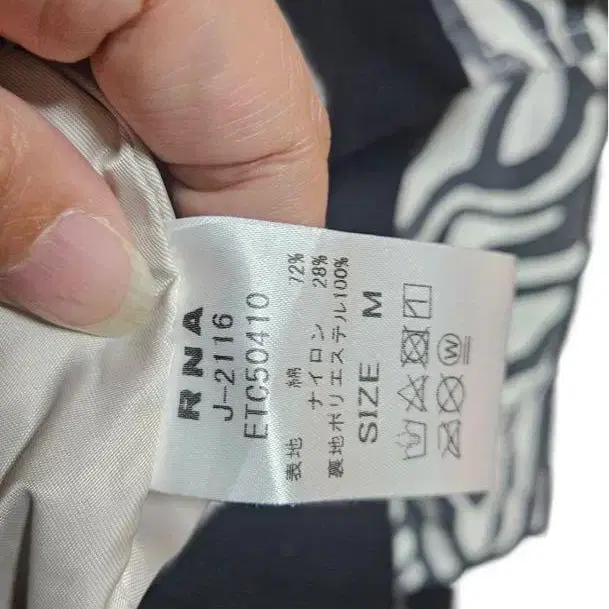 RNA
J-2116
ETC50410
表地 綿 72%
ナイロン 28%
裏地ポリエステル100%
SIZE M
W